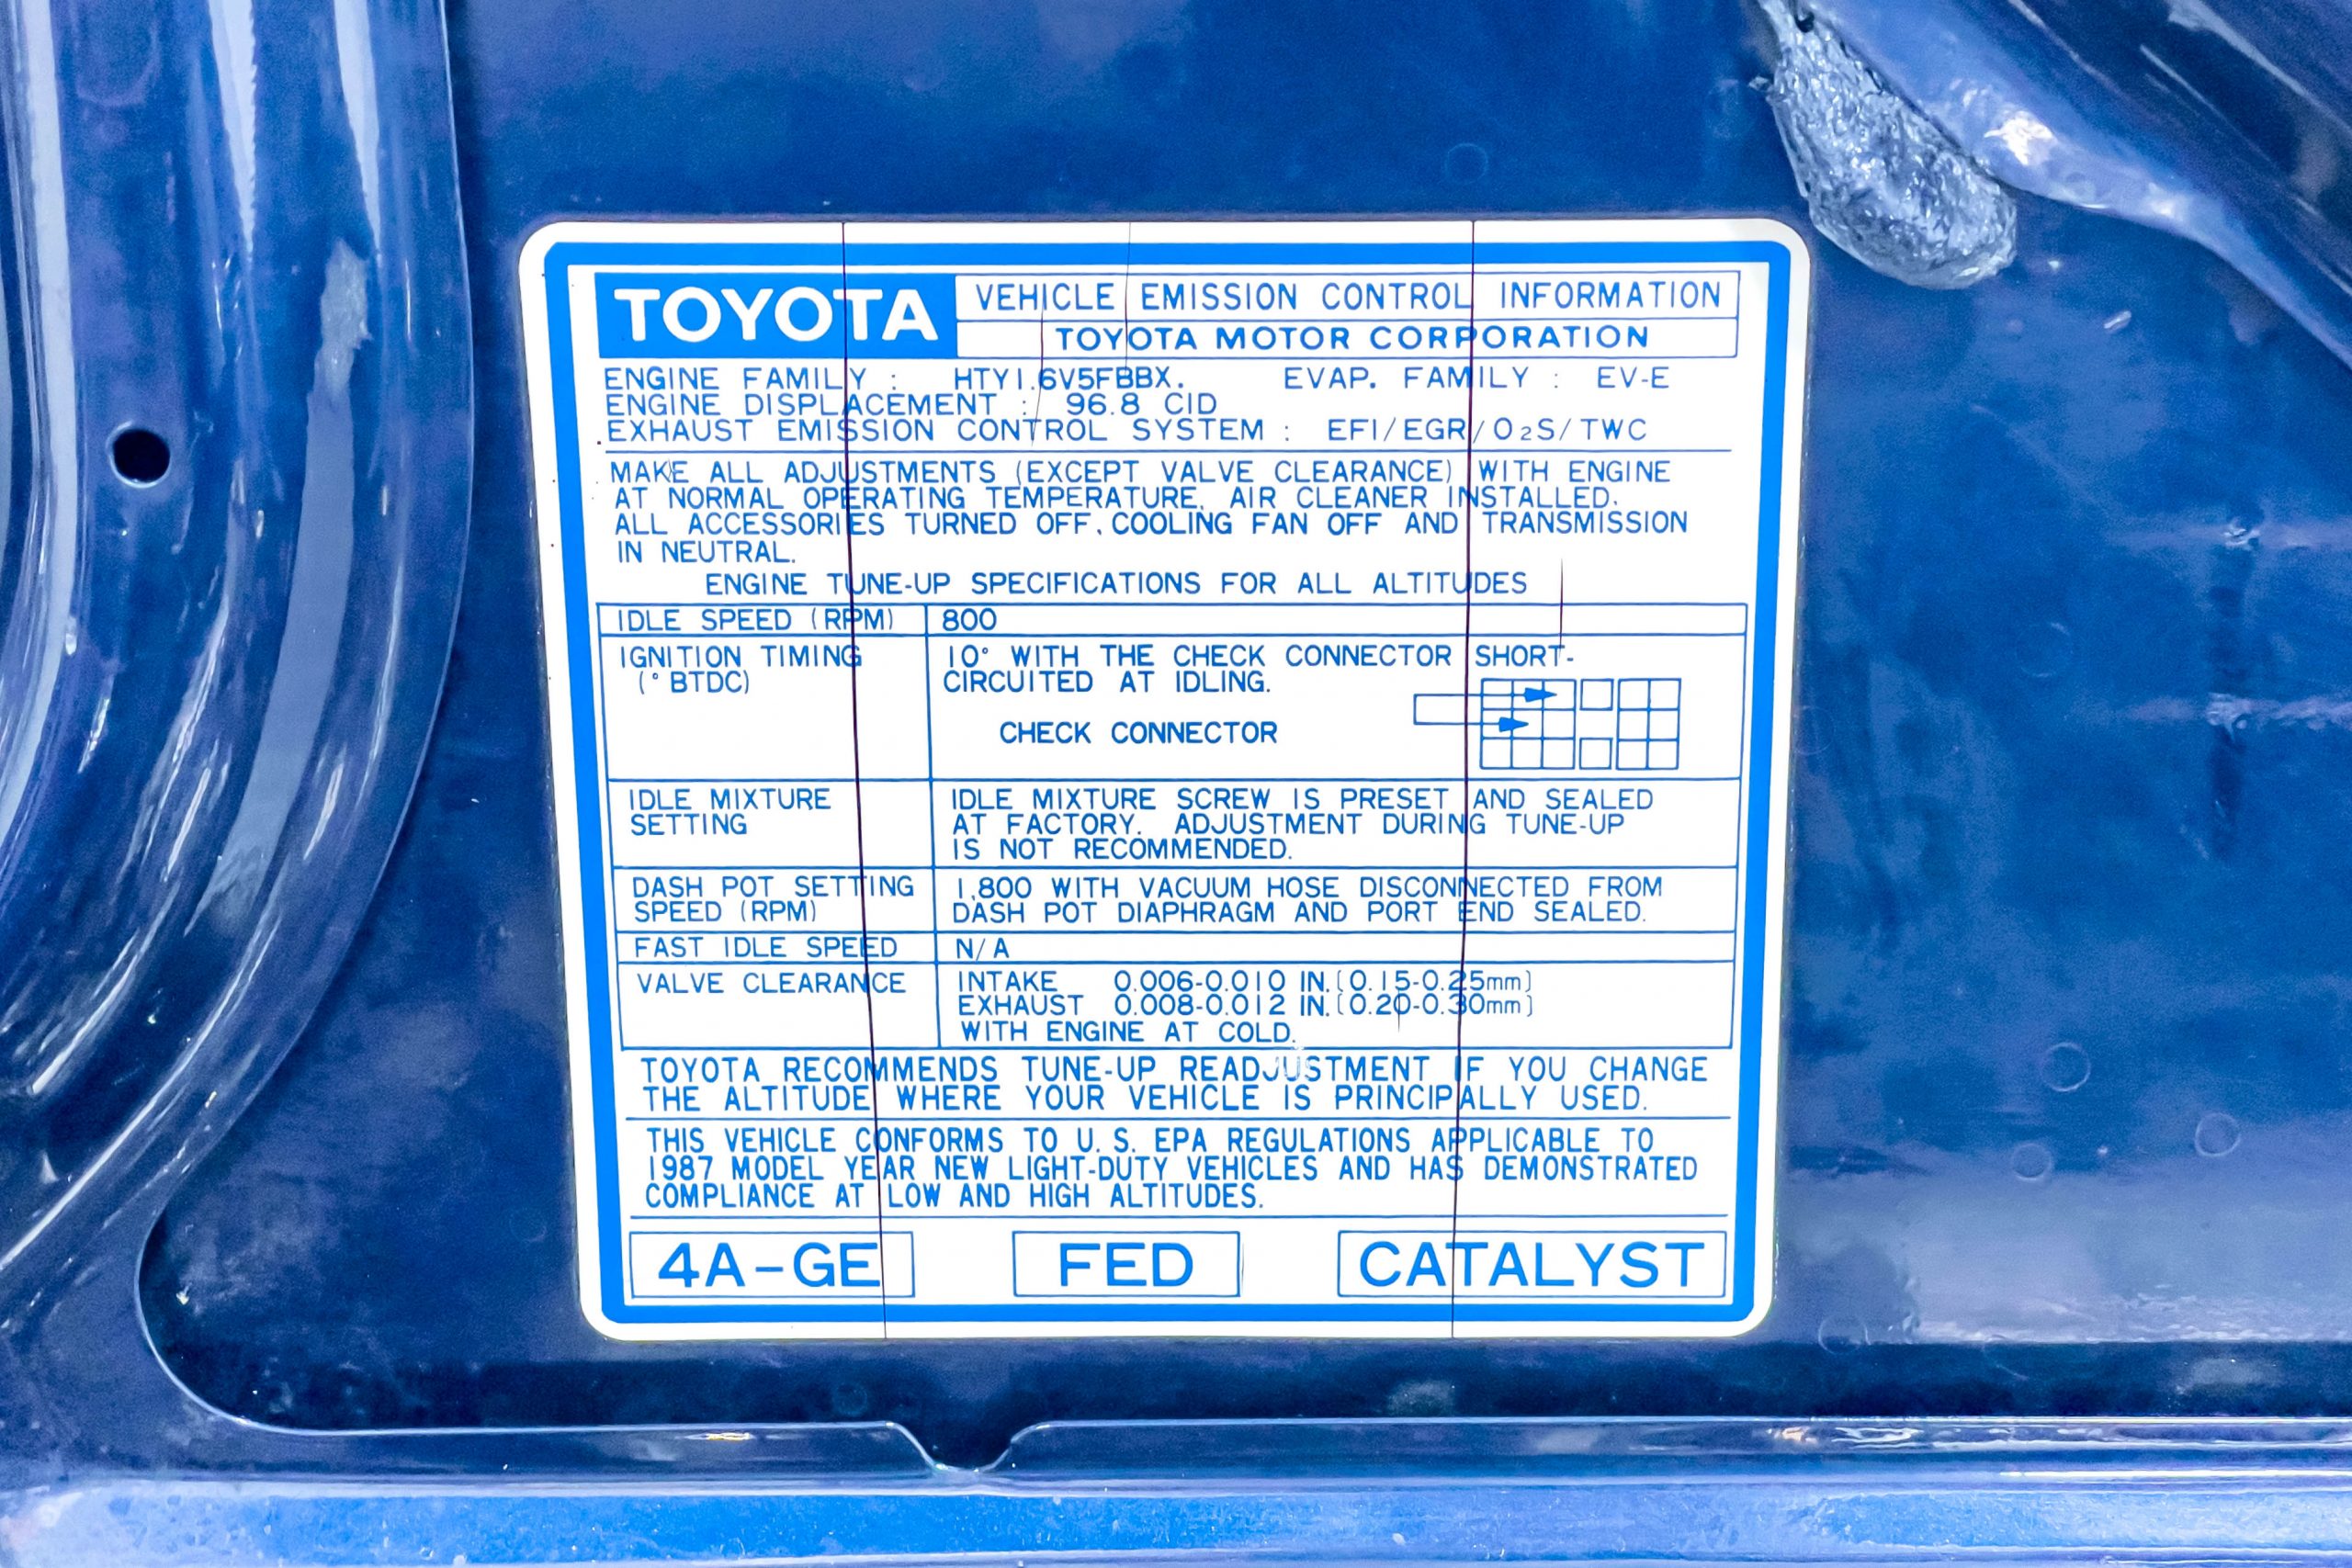 TOYOTA
VEHICLE EMISSION CONTROL INFORMATION
TOYOTA MOTOR CORPORATION
ENGINE FAMILY : HTY1.6V5FBBX. EVAP. FAMILY : EV-E
ENGINE DISPLACEMENT : 96.8 CID
EXHAUST EMISSION CONTROL SYSTEM : EFI/EGR/O2S/TWC
MAKE ALL ADJUSTMENTS (EXCEPT VALVE CLEARANCE) WITH ENGINE
AT NORMAL OPERATING TEMPERATURE, AIR CLEANER INSTALLED.
ALL ACCESSORIES TURNED OFF, COOLING FAN OFF AND TRANSMISSION
IN NEUTRAL.
ENGINE TUNE-UP SPECIFICATIONS FOR ALL ALTITUDES
IDLE SPEED (RPM) 800
IGNITION TIMING 10° WITH THE CHECK CONNECTOR SHORT-
(° BTDC) CIRCUITED AT IDLING.
CHECK CONNECTOR
IDLE MIXTURE IDLE MIXTURE SCREW IS PRESET AND SEALED
SETTING AT FACTORY. ADJUSTMENT DURING TUNE-UP
IS NOT RECOMMENDED.
DASH POT SETTING 1,800 WITH VACUUM HOSE DISCONNECTED FROM
SPEED (RPM) DASH POT DIAPHRAGM AND PORT END SEALED.
FAST IDLE SPEED N/A
VALVE CLEARANCE INTAKE 0.006-0.010 IN.(0.15-0.25mm)
EXHAUST 0.008-0.012 IN.(0.20-0.30mm)
WITH ENGINE AT COLD.
TOYOTA RECOMMENDS TUNE-UP READJUSTMENT IF YOU CHANGE
THE ALTITUDE WHERE YOUR VEHICLE IS PRINCIPALLY USED.
THIS VEHICLE CONFORMS TO U.S. EPA REGULATIONS APPLICABLE TO
1987 MODEL YEAR NEW LIGHT-DUTY VEHICLES AND HAS DEMONSTRATED
COMPLIANCE AT LOW AND HIGH ALTITUDES.
4A-GE FED CATALYST